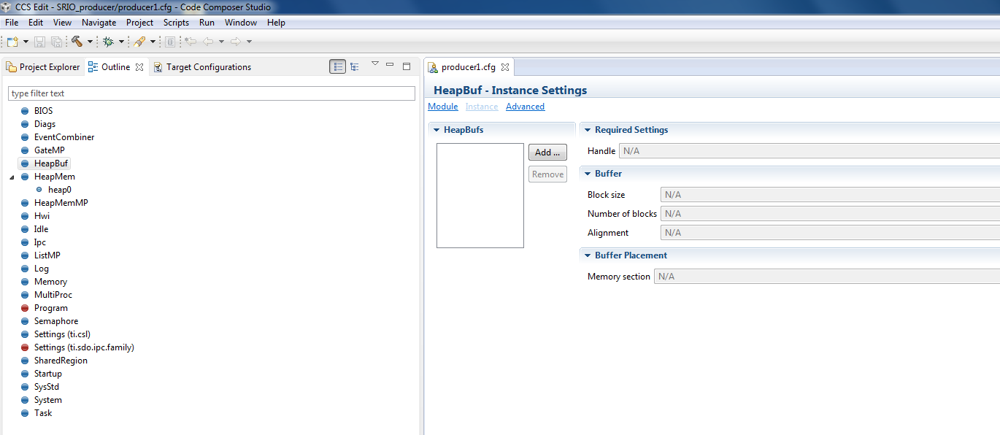 CCS Edit - SRIO_producer/producer1.cfg - Code Composer Studio
File Edit View Navigate Project Scripts Run Window Help
Project Explorer Outline Target Configurations
type filter text
BIOS
Diags
EventCombiner
GateMP
HeapBuf
HeapMem
heap0
HeapMemMP
Hwi
Idle
Ipc
ListMP
Log
Memory
MultiProc
Program
Semaphore
Settings (ti.csl)
Settings (ti.sdo.ipc.family)
SharedRegion
Startup
SysStd
System
Task
producer1.cfg
HeapBuf - Instance Settings
Module Instance Advanced
HeapBufs
Add ...
Remove
Required Settings
Handle N/A
Buffer
Block size N/A
Number of blocks N/A
Alignment N/A
Buffer Placement
Memory section N/A